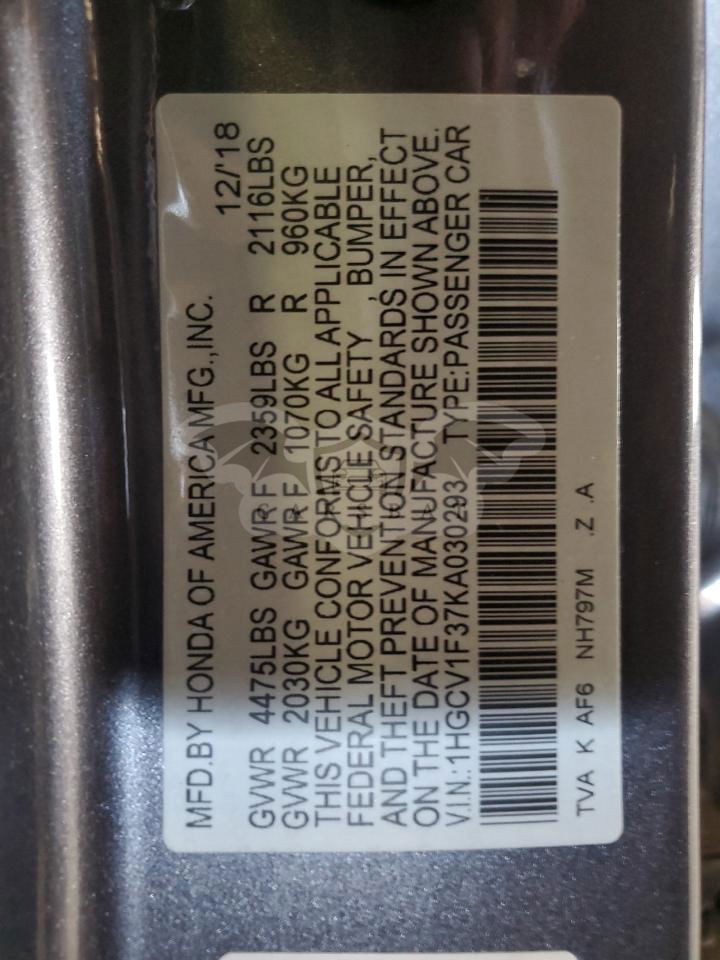 MFD.BY HONDA OF AMERICA MFG.,INC. 12/'18
GVWR 4475LBS GAWR F 2359LBS R 2116LBS
GVWR 2030KG GAWR F 1070KG R 960KG
THIS VEHICLE CONFORMS TO ALL APPLICABLE
FEDERAL MOTOR VEHICLE SAFETY , BUMPER,
AND THEFT PREVENTION STANDARDS IN EFFECT
ON THE DATE OF MANUFACTURE SHOWN ABOVE.
V.I.N.:1HGCV1F37KA030293 TYPE:PASSENGER CAR
TVA K AF6 NH797M .Z .A